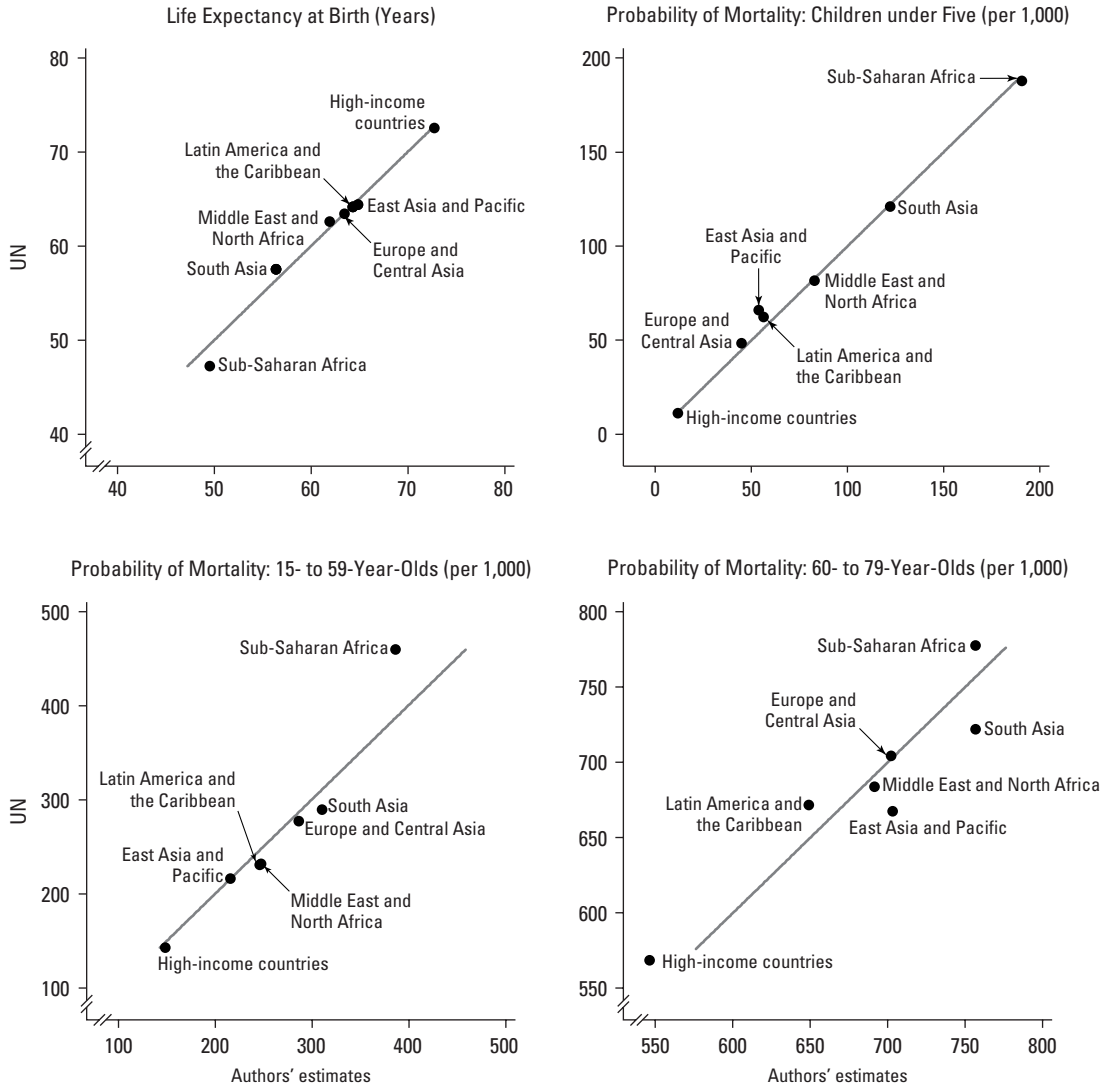 Life Expectancy at Birth (Years)
80
70
60
50
40
UN
High-income
countries
Latin America and
the Caribbean
East Asia and Pacific
Middle East and
North Africa
Europe and
Central Asia
South Asia
Sub-Saharan Africa
40
50
60
70
80
Probability of Mortality: Children under Five (per 1,000)
200
150
100
50
0
Sub-Saharan Africa
South Asia
East Asia and
Pacific
Middle East and
North Africa
Europe and
Central Asia
Latin America and
the Caribbean
High-income countries
0
50
100
150
200
Probability of Mortality: 15- to 59-Year-Olds (per 1,000)
500
400
300
200
100
UN
Sub-Saharan Africa
Latin America and
the Caribbean
South Asia
Europe and Central Asia
East Asia and
Pacific
Middle East and
North Africa
High-income countries
100
200
300
400
500
Authors' estimates
Probability of Mortality: 60- to 79-Year-Olds (per 1,000)
800
750
700
650
600
550
Sub-Saharan Africa
Europe and
Central Asia
South Asia
Middle East and North Africa
Latin America and
the Caribbean
East Asia and Pacific
High-income countries
550
600
650
700
750
800
Authors' estimates